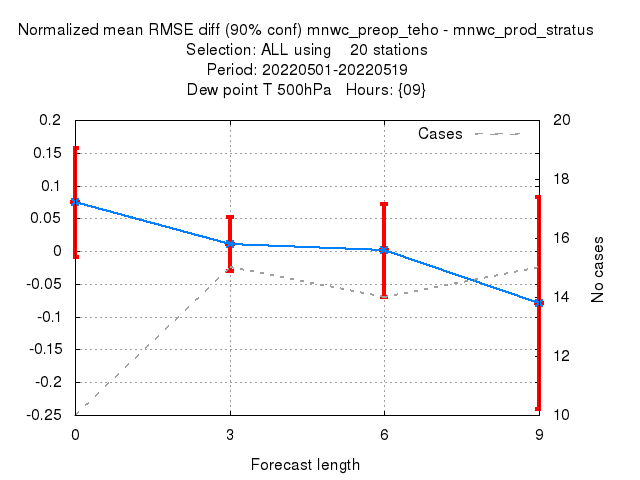 Normalized mean RMSE diff (90% conf) mnwc_preop_teho - mnwc_prod_stratus
Selection: ALL using    20 stations
Period: 20220501-20220519
Dew point T 500hPa   Hours: {09}
Cases
0.2
0.15
0.1
0.05
0
-0.05
-0.1
-0.15
-0.2
-0.25
20
18
16
14
12
10
No cases
0 3 6 9
Forecast length